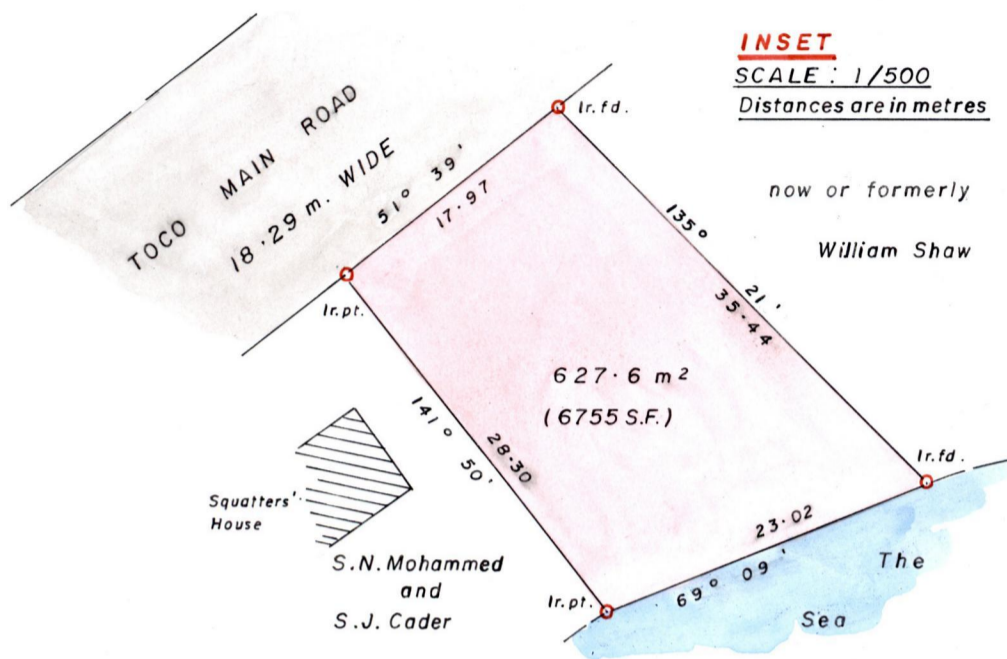 INSET
SCALE : 1/500
Distances are in metres
TOCO MAIN ROAD
18·29 m. WIDE
51° 39'
17·97
Ir. fd.
now or formerly
William Shaw
135° 21'
35·44
Ir.pt.
627·6 m²
(6755 S.F.)
141° 50'
28·30
Squatters'
House
S.N. Mohammed
and
S.J. Cader
Ir.fd.
23·02
69° 09'
Ir.pt.
The
Sea